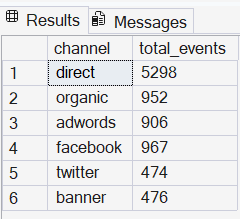 Results Messages
channel total_events
1 direct 5298
2 organic 952
3 adwords 906
4 facebook 967
5 twitter 474
6 banner 476